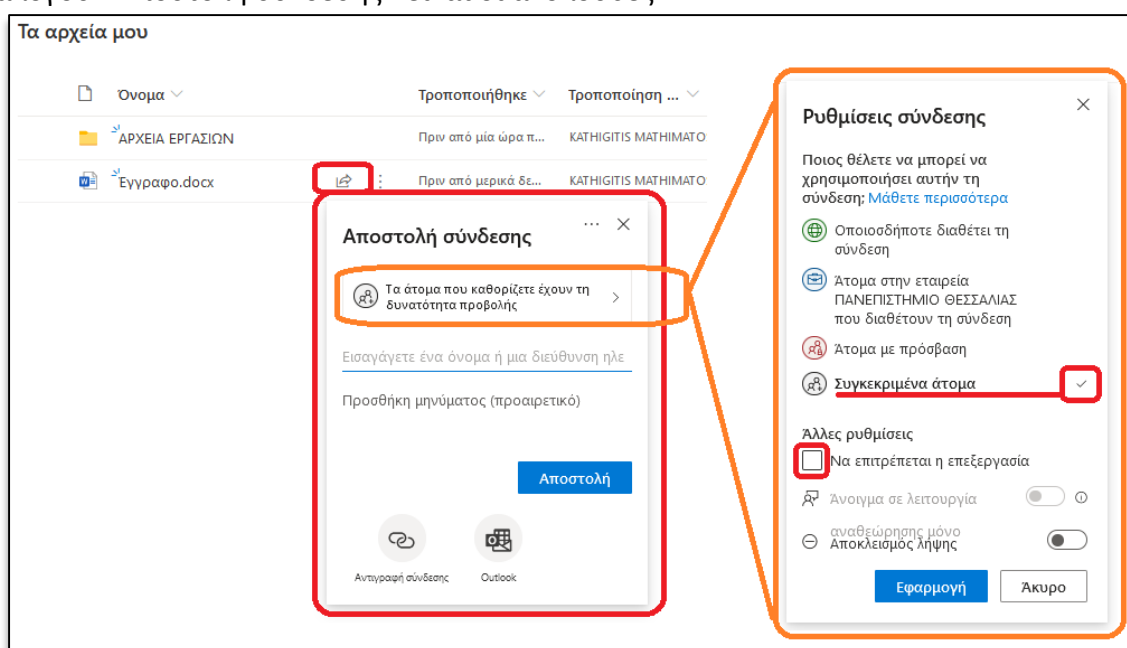 Τα αρχεία μου
Όνομα Τροποποιήθηκε Τροποποίηση ...
ΑΡΧΕΙΑ ΕΡΓΑΣΙΩΝ Πριν από μία ώρα π... KATHIGITIS MATHIMATO
Έγγραφο.docx Πριν από μερικά δε... KATHIGITIS MATHIMATO
Αποστολή σύνδεσης
Τα άτομα που καθορίζετε έχουν τη
δυνατότητα προβολής
Εισαγάγετε ένα όνομα ή μια διεύθυνση ηλε
Προσθήκη μηνύματος (προαιρετικό)
Αποστολή
Αντιγραφή σύνδεσης Outlook
Ρυθμίσεις σύνδεσης
Ποιος θέλετε να μπορεί να
χρησιμοποιήσει αυτήν τη
σύνδεση; Μάθετε περισσότερα
Οποιοσδήποτε διαθέτει τη
σύνδεση
Άτομα στην εταιρεία
ΠΑΝΕΠΙΣΤΗΜΙΟ ΘΕΣΣΑΛΙΑΣ
που διαθέτουν τη σύνδεση
Άτομα με πρόσβαση
Συγκεκριμένα άτομα
Άλλες ρυθμίσεις
Να επιτρέπεται η επεξεργασία
Άνοιγμα σε λειτουργία
αναθεώρησης μόνο
Αποκλεισμός λήψης
Εφαρμογή Άκυρο